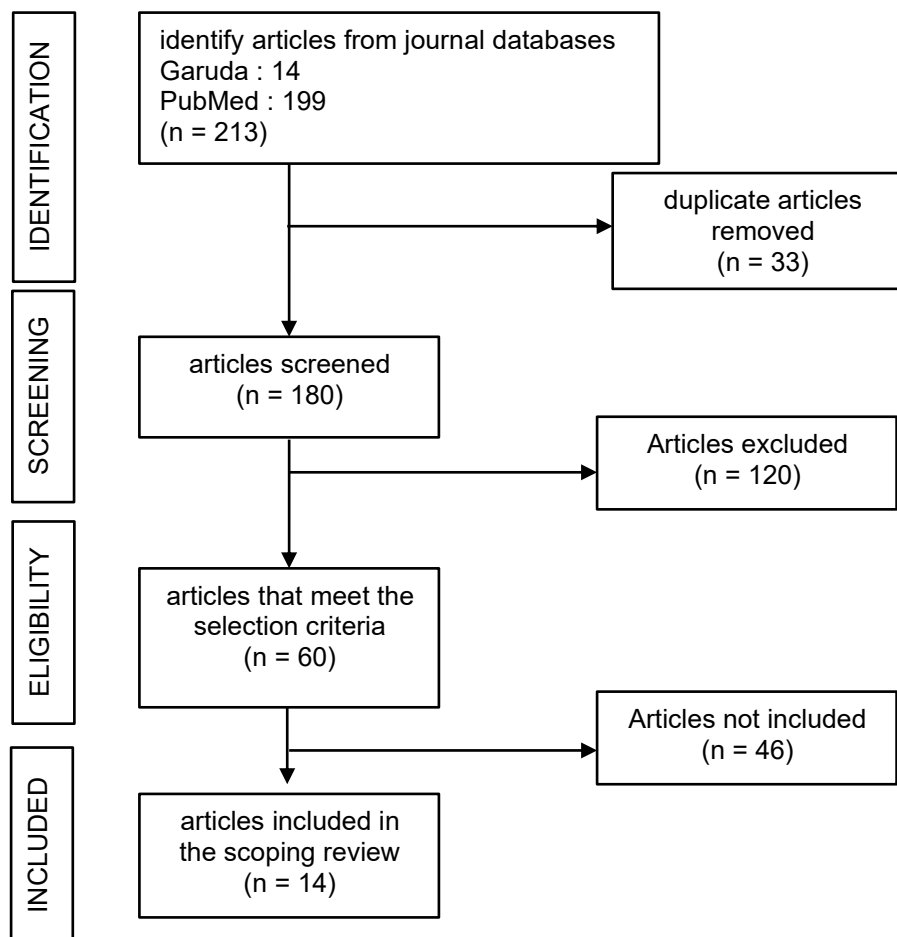 IDENTIFICATION
identify articles from journal databases
Garuda : 14
PubMed : 199
(n = 213)
duplicate articles
removed
(n = 33)
SCREENING
articles screened
(n = 180)
Articles excluded
(n = 120)
ELIGIBILITY
articles that meet the
selection criteria
(n = 60)
Articles not included
(n = 46)
INCLUDED
articles included in
the scoping review
(n = 14)